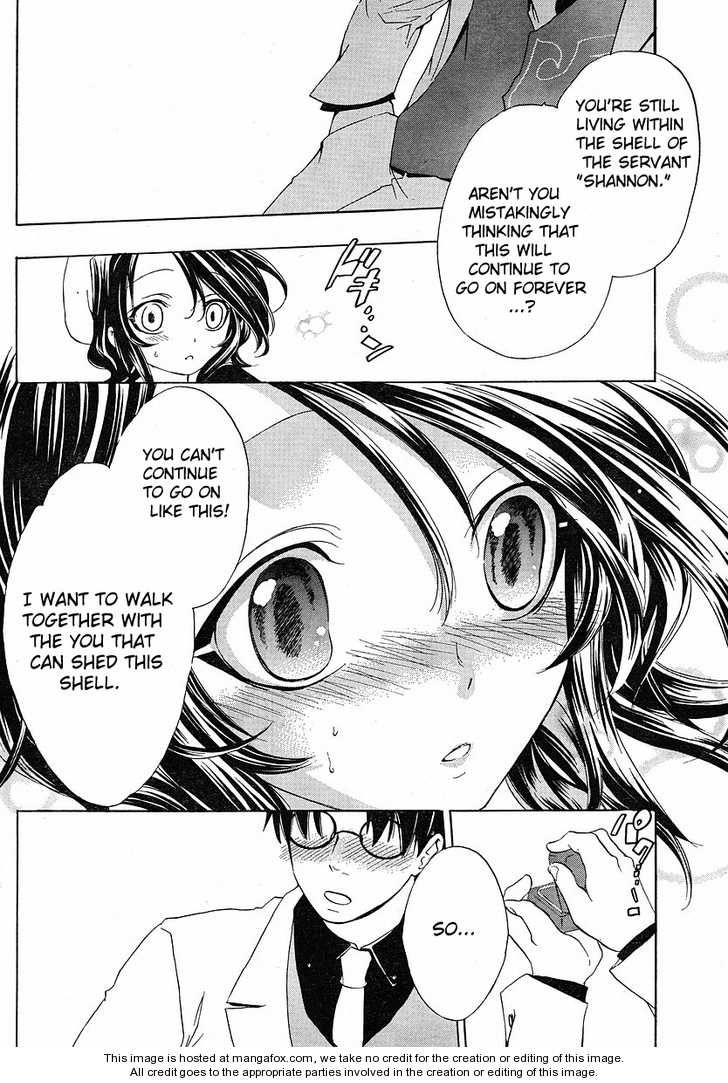 YOU'RE STILL
LIVING WITHIN
THE SHELL OF
THE SERVANT
"SHANNON."
AREN'T YOU
MISTAKINGLY
THINKING THAT
THIS WILL
CONTINUE TO
GO ON FOREVER
...?
ドキ...
YOU CAN'T
CONTINUE
TO GO ON
LIKE THIS!
I WANT TO WALK
TOGETHER WITH
THE YOU THAT
CAN SHED THIS
SHELL.
SO...
This image is hosted at mangafox.com, we take no credit for the creation or editing of this image.
All credit goes to the appropriate parties involved in the creation or editing of this image.